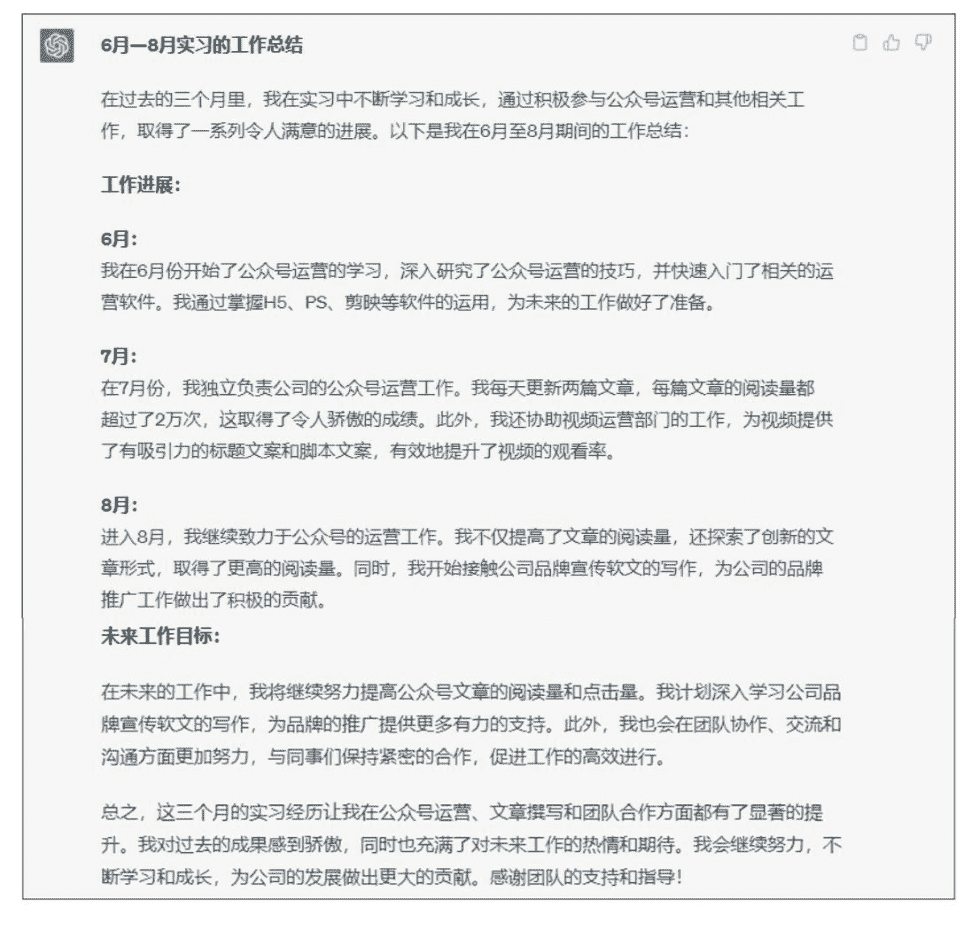 6月—8月实习的工作总结
在过去的三个月里，我在实习中不断学习和成长，通过积极参与公众号运营和其他相关工
作，取得了一系列令人满意的进展。以下是我在6月至8月期间的工作总结：
工作进展：
6月：
我在6月份开始了公众号运营的学习，深入研究了公众号运营的技巧，并快速入门了相关的运
营软件。我通过掌握H5、PS、剪映等软件的运用，为未来的工作做好了准备。
7月：
在7月份，我独立负责公司的公众号运营工作。我每天更新两篇文章，每篇文章的阅读量都
超过了2万次，这取得了令人骄傲的成绩。此外，我还协助视频运营部门的工作，为视频提供
了有吸引力的标题文案和脚本文案，有效地提升了视频的观看率。
8月：
进入8月，我继续致力于公众号的运营工作。我不仅提高了文章的阅读量，还探索了创新的文
章形式，取得了更高的阅读量。同时，我开始接触公司品牌宣传软文的写作，为公司的品牌
推广工作做出了积极的贡献。
未来工作目标：
在未来的工作中，我将继续努力提高公众号文章的阅读量和点击量。我计划深入学习公司品
牌宣传软文的写作，为品牌的推广提供更多有力的支持。此外，我也会在团队协作、交流和
沟通方面更加努力，与同事们保持紧密的合作，促进工作的高效进行。
总之，这三个月的实习经历让我在公众号运营、文章撰写和团队合作方面都有了显著的提
升。我对过去的成果感到骄傲，同时也充满了对未来工作的热情和期待。我会继续努力，不
断学习和成长，为公司的发展做出更大的贡献。感谢团队的支持和指导！